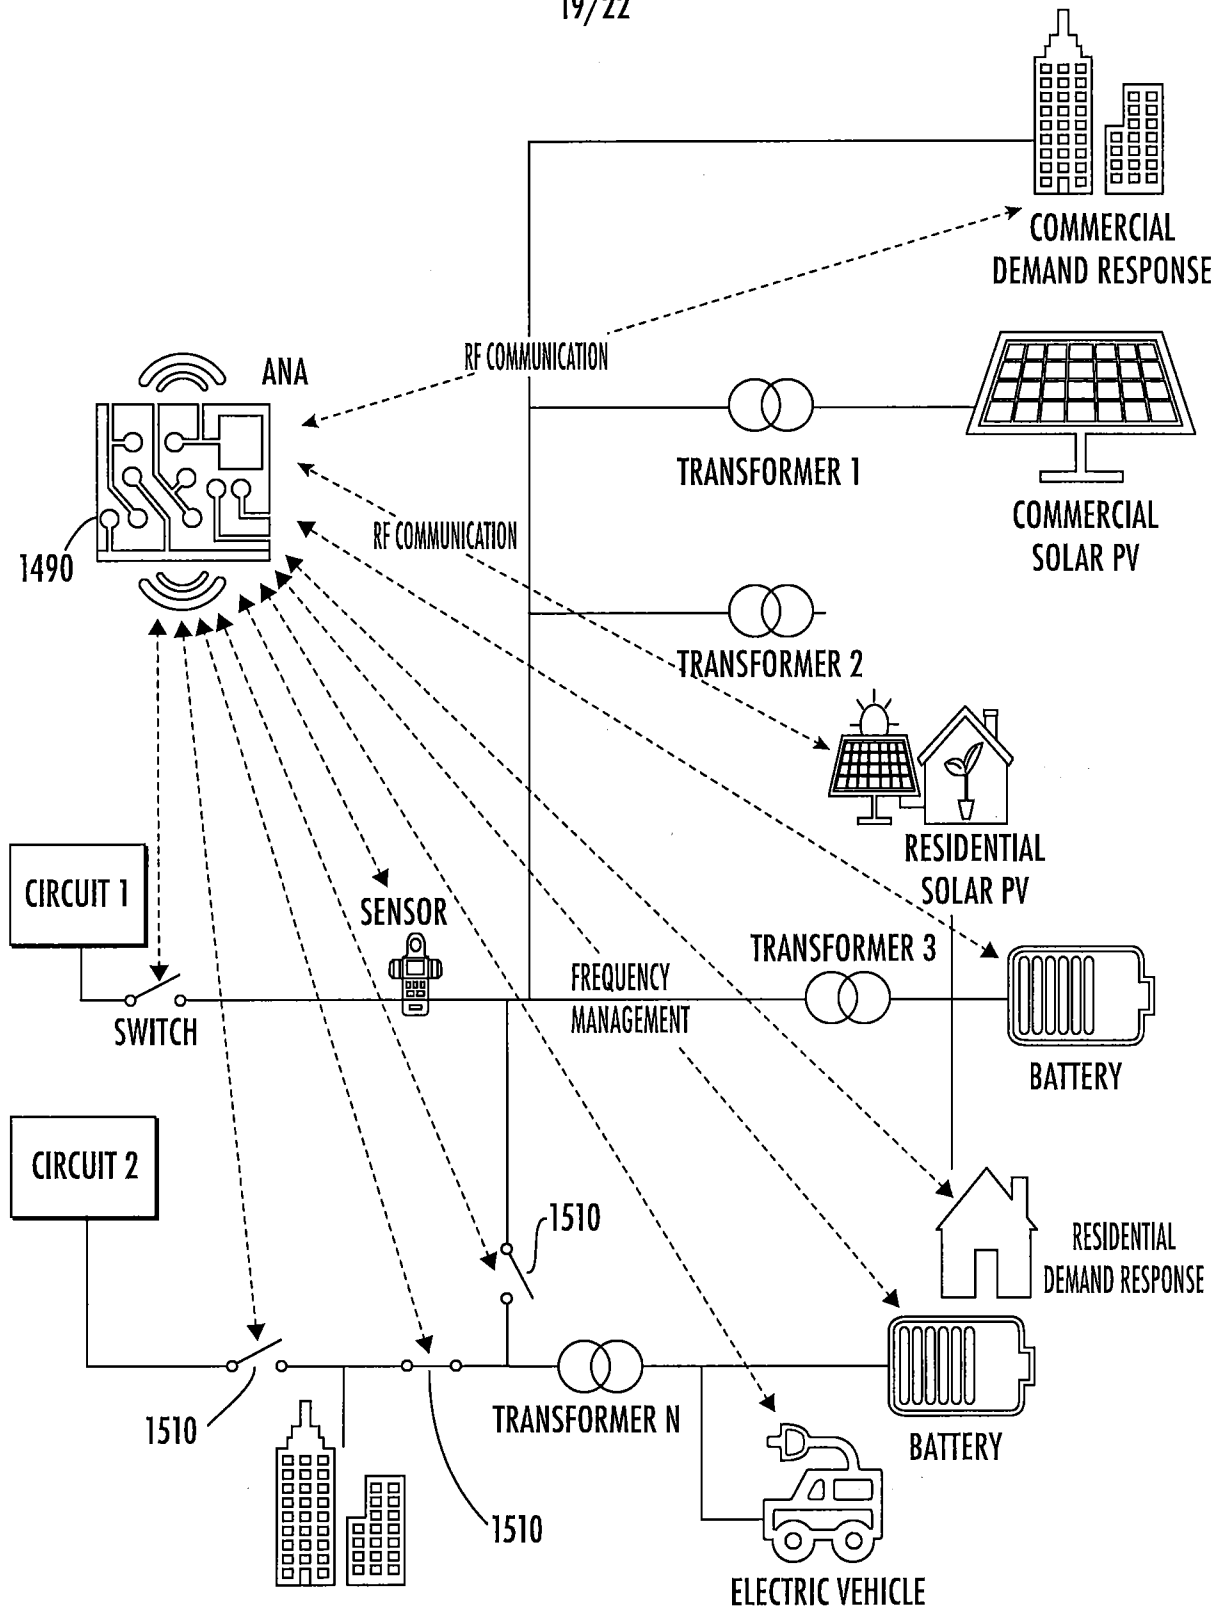 19/22
COMMERCIAL
DEMAND RESPONSE
RF COMMUNICATION
ANA
TRANSFORMER 1
COMMERCIAL
SOLAR PV
RF COMMUNICATION
1490
TRANSFORMER 2
RESIDENTIAL
SOLAR PV
CIRCUIT 1
SENSOR
TRANSFORMER 3
FREQUENCY
MANAGEMENT
SWITCH
BATTERY
CIRCUIT 2
1510
RESIDENTIAL
DEMAND RESPONSE
1510
TRANSFORMER N
BATTERY
1510
ELECTRIC VEHICLE